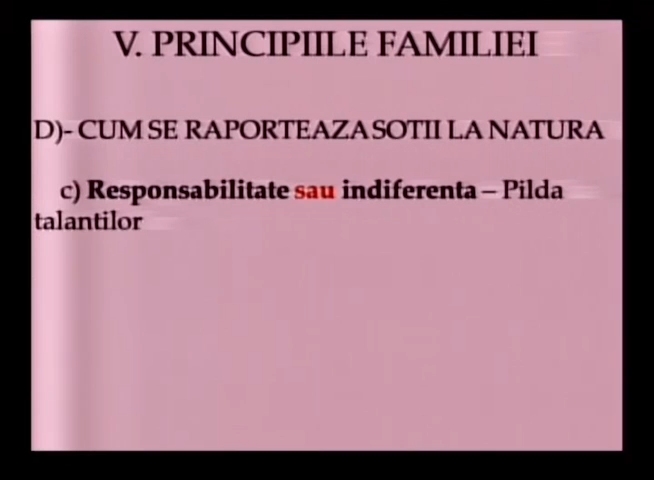 V. PRINCIPIILE FAMILIEI
D)- CUM SE RAPORTEAZA SOTII LA NATURA
c) Responsabilitate sau indiferenta – Pilda
talantilor